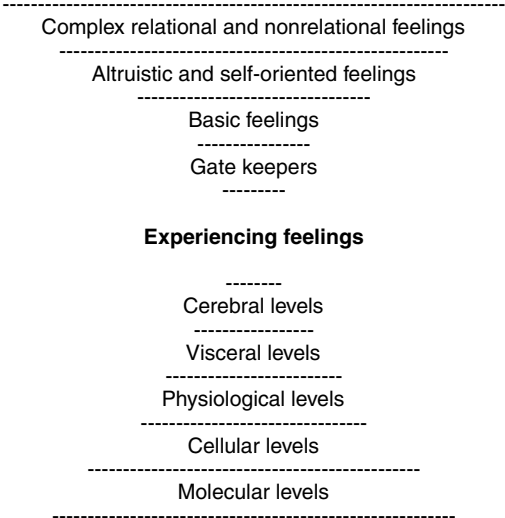 Complex relational and nonrelational feelings
Altruistic and self-oriented feelings
Basic feelings
Gate keepers
Experiencing feelings
Cerebral levels
Visceral levels
Physiological levels
Cellular levels
Molecular levels